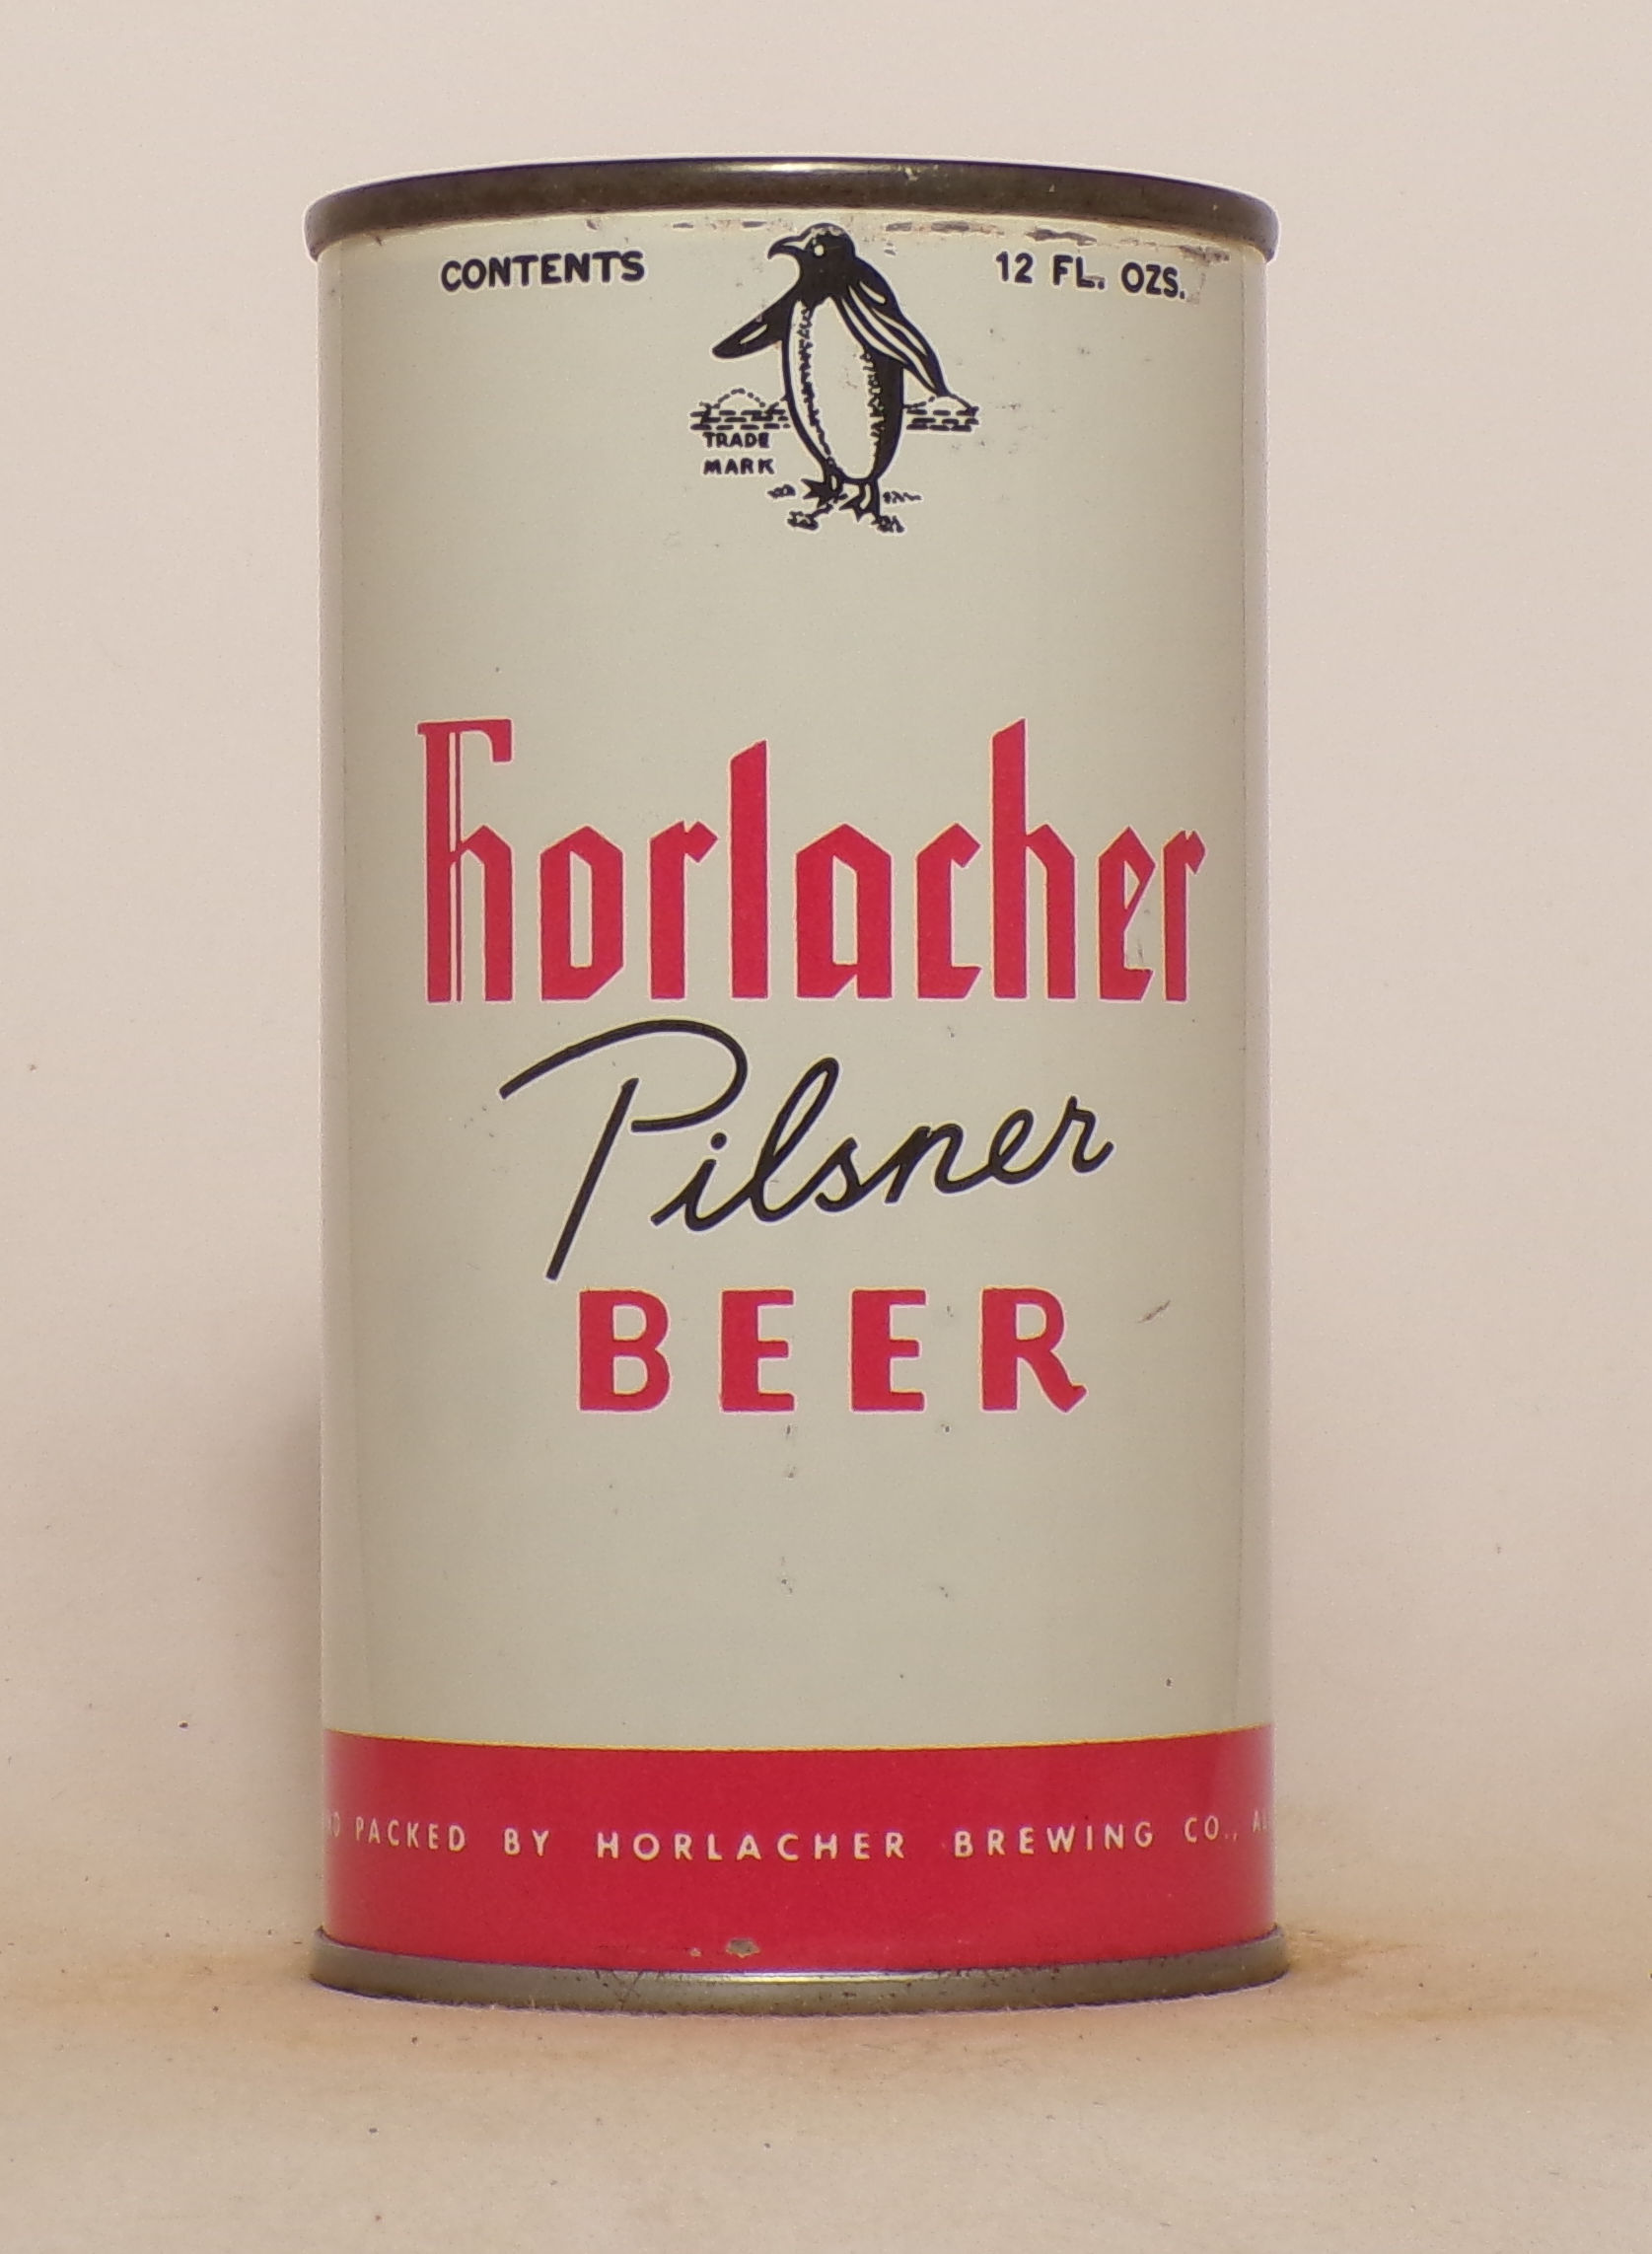 CONTENTS 12 FL. OZS.
TRADE
MARK
Horlacher
Pilsner
BEER
PACKED BY HORLACHER BREWING CO.,